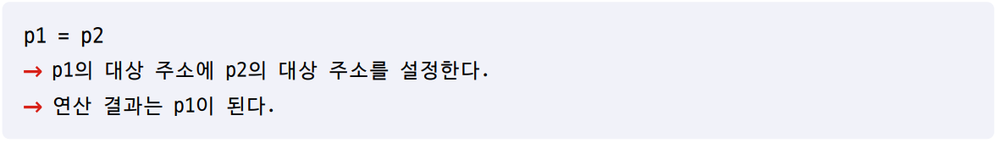 p1 = p2
→ p1의 대상 주소에 p2의 대상 주소를 설정한다.
→ 연산 결과는 p1이 된다.